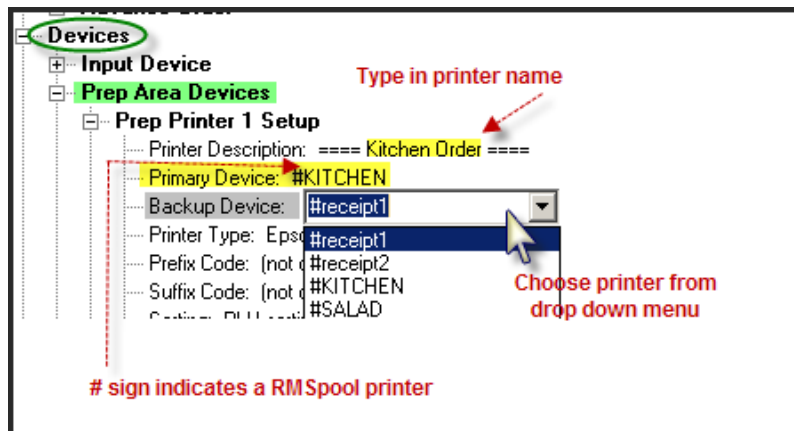 Devices
Input Device
Type in printer name
Prep Area Devices
Prep Printer 1 Setup
Printer Description: ==== Kitchen Order ====
Primary Device: #KITCHEN
Backup Device: #receipt1
Printer Type:
#receipt1
Prefix Code: (not
#receipt2
Suffix Code: (not
#KITCHEN
#SALAD
Choose printer from
drop down menu
# sign indicates a RMSpool printer